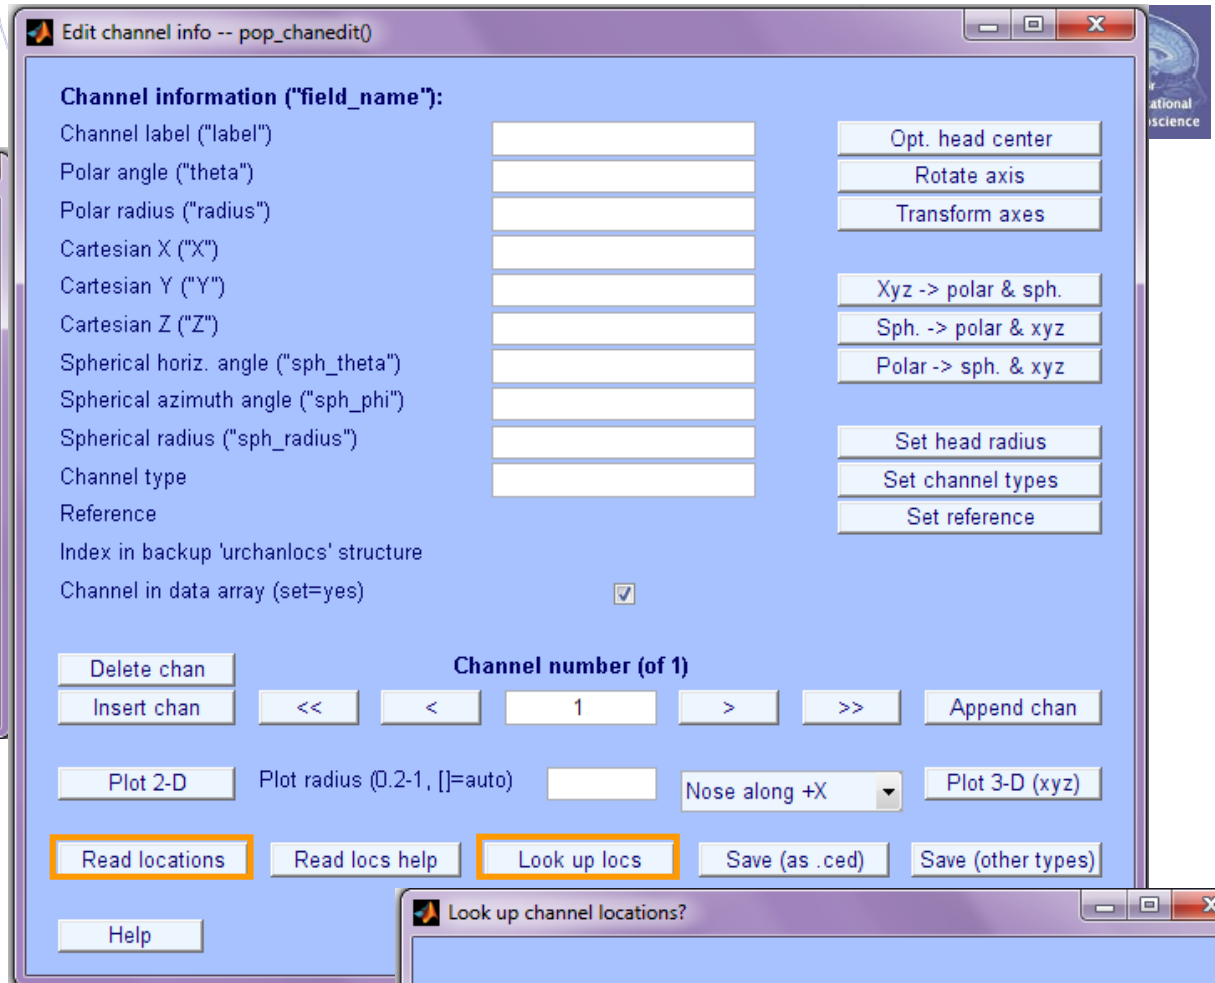 Edit channel info -- pop_chanedit()
Channel information ("field_name"):
Channel label ("label")
Opt. head center
Polar angle ("theta")
Rotate axis
Polar radius ("radius")
Transform axes
Cartesian X ("X")
Cartesian Y ("Y")
Xyz -> polar & sph.
Cartesian Z ("Z")
Sph. -> polar & xyz
Spherical horiz. angle ("sph_theta")
Polar -> sph. & xyz
Spherical azimuth angle ("sph_phi")
Spherical radius ("sph_radius")
Set head radius
Channel type
Set channel types
Reference
Set reference
Index in backup 'urchanlocs' structure
Channel in data array (set=yes)
Delete chan
Channel number (of 1)
Insert chan
<<
<
1
>
>>
Append chan
Plot 2-D
Plot radius (0.2-1, []=auto)
Nose along +X
Plot 3-D (xyz)
Read locations
Read locs help
Look up locs
Save (as .ced)
Save (other types)
Help
Look up channel locations?
ational
oscience